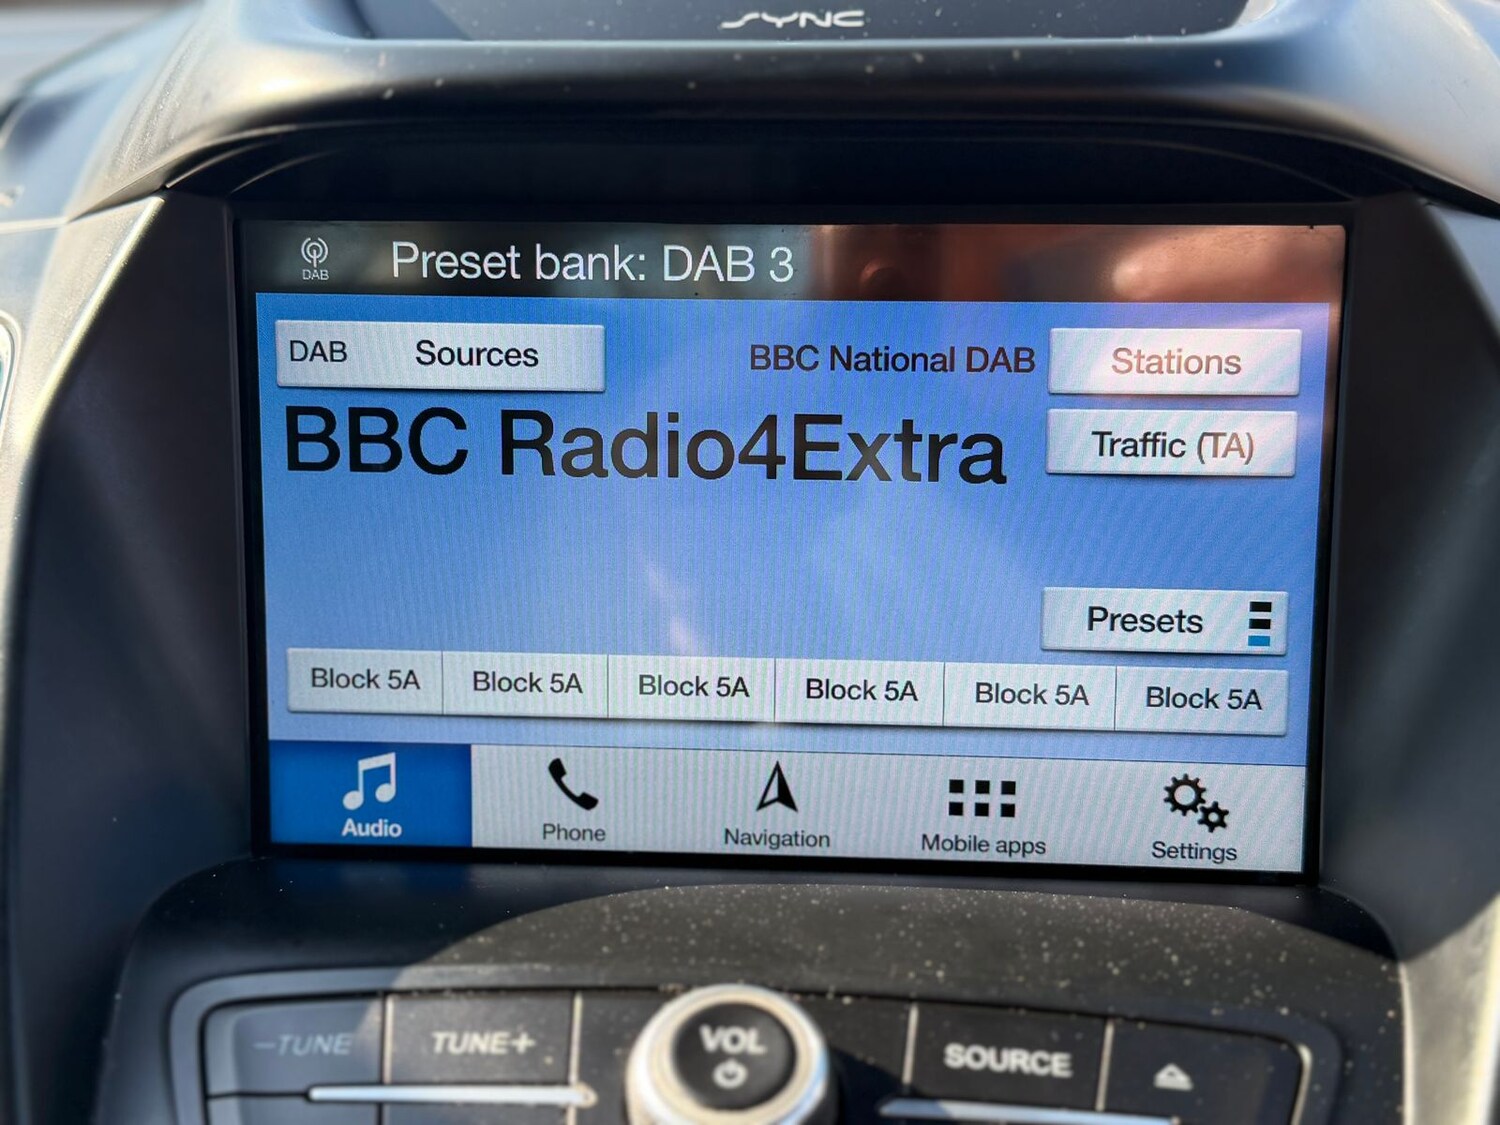 SYNC
DAB
Preset bank: DAB 3
DAB Sources
BBC National DAB
Stations
BBC Radio4Extra
Traffic (TA)
Presets
Block 5A
Block 5A
Block 5A
Block 5A
Block 5A
Block 5A
Audio
Phone
Navigation
Mobile apps
Settings
–TUNE
TUNE+
VOL
SOURCE